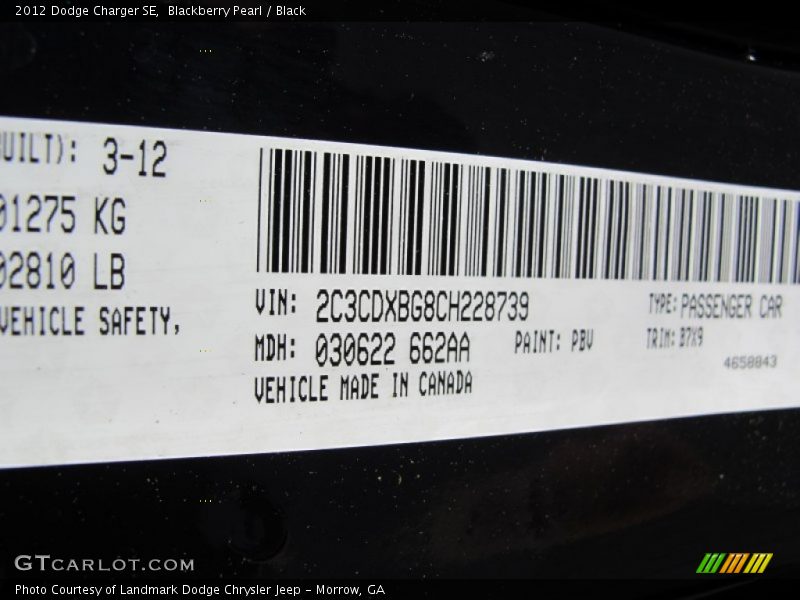 2012 Dodge Charger SE,  Blackberry Pearl / Black
UILT): 3-12
01275 KG
02810 LB
VEHICLE SAFETY,
VIN: 2C3CDXBG8CH228739
TYPE: PASSENGER CAR
MDH: 030622 662AA
PAINT: PBV
TRIM: B7X9
4658843
VEHICLE MADE IN CANADA
GTCARLOT.COM
Photo Courtesy of Landmark Dodge Chrysler Jeep - Morrow, GA